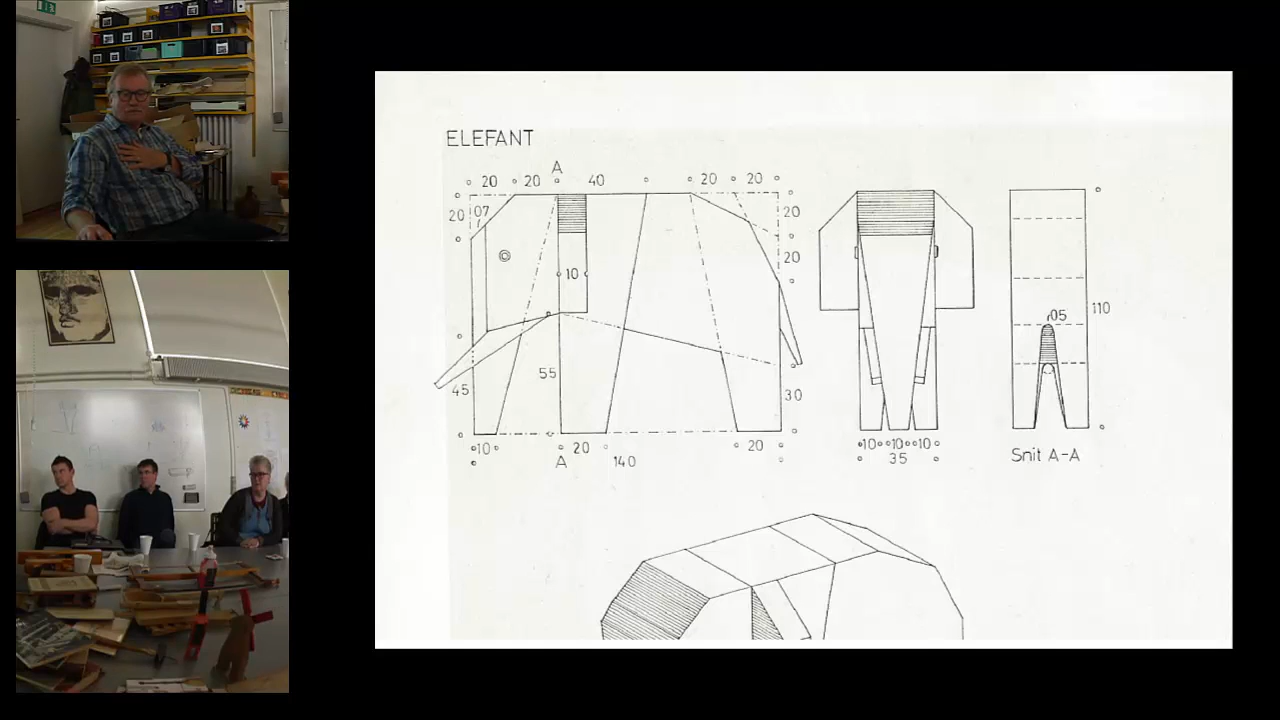 ELEFANT
A
20 20 40 20 20
20 07 20
10 20
110
05
45 55 30
10 20 20 10 10 10
A 140 35 Snit A-A